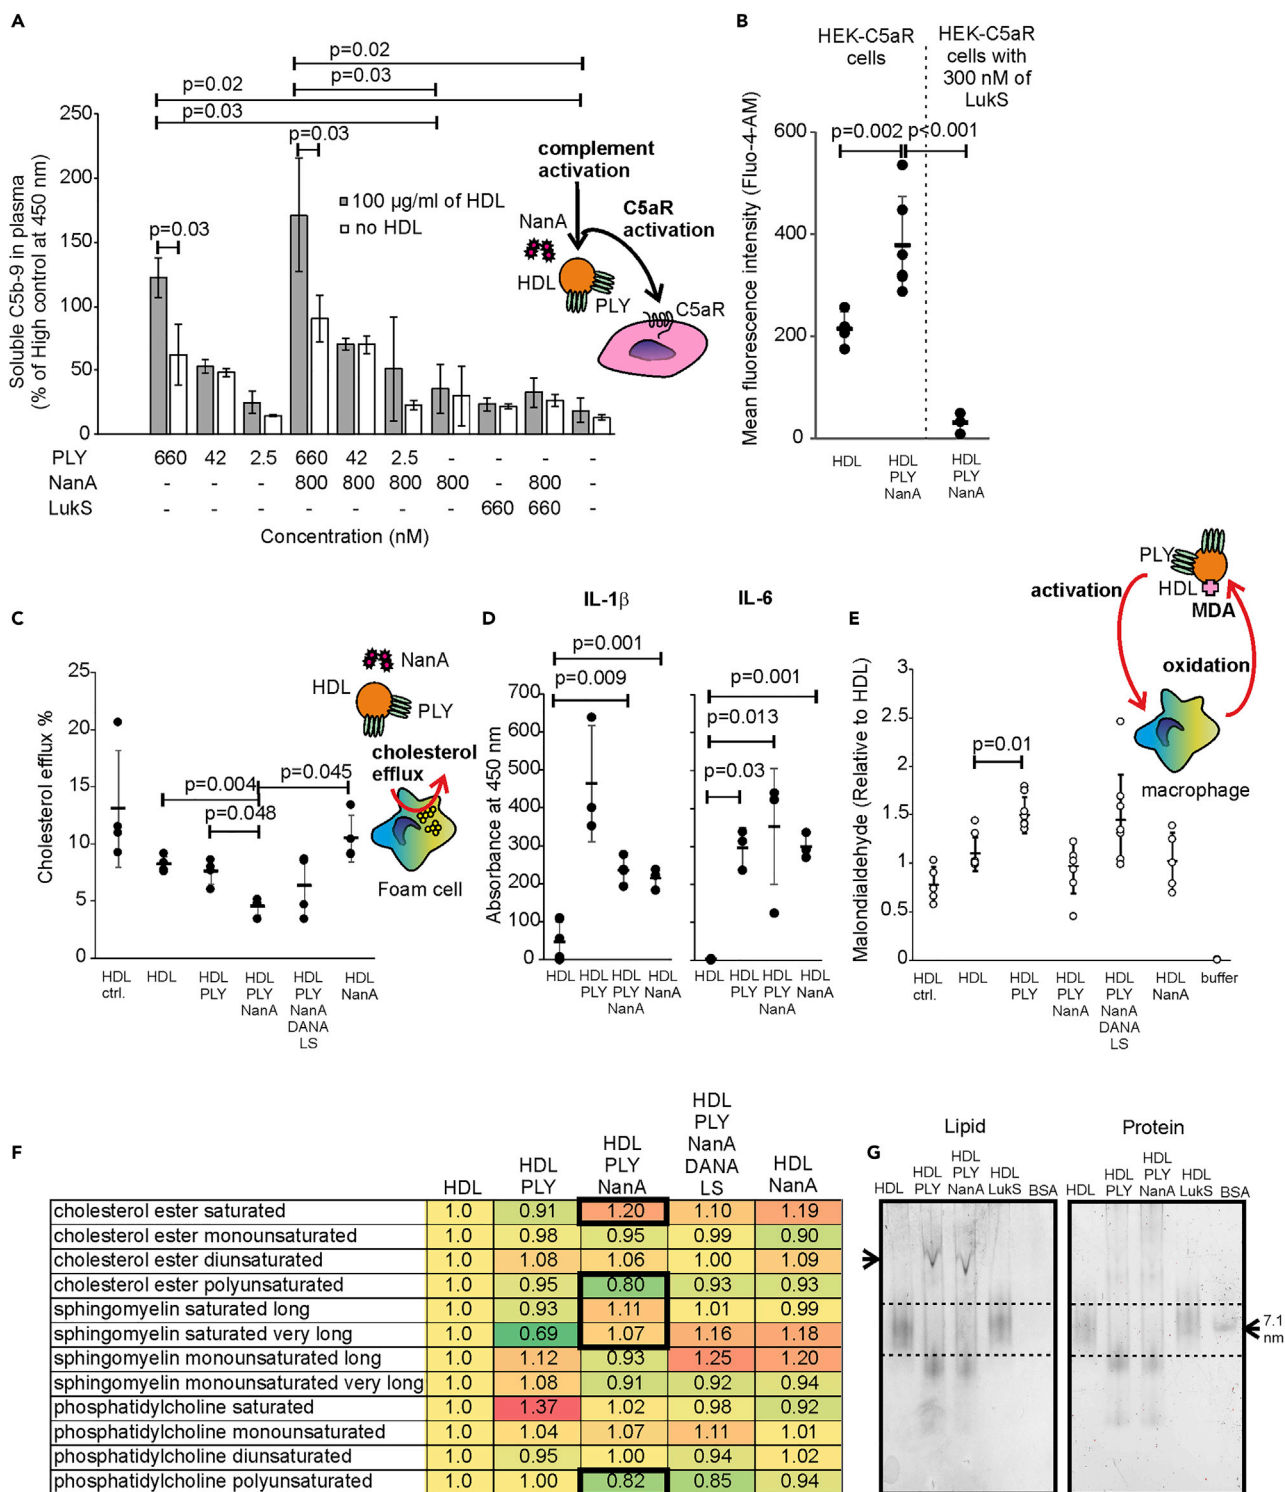 A
p=0.02
p=0.03
p=0.02
p=0.03
p=0.03
p=0.03
250
200
150
100
50
0
Soluble C5b-9 in plasma
(% of High control at 450 nm)
100 µg/ml of HDL
no HDL
complement
activation
NanA
C5aR
activation
HDL
PLY
C5aR
PLY 660 42 2.5 660 42 2.5 - - - -
NanA - - - 800 800 800 800 - 800 -
LukS - - - - - - - 660 660 -
Concentration (nM)
B
HEK-C5aR
cells
HEK-C5aR
cells with
300 nM of
LukS
p=0.002
p<0.001
600
400
200
0
Mean fluorescence intensity (Fluo-4-AM)
HDL
HDL
PLY
NanA
HDL
PLY
NanA
C
25
20
15
10
5
0
Cholesterol efflux %
p=0.004
p=0.048
p=0.045
NanA
HDL
PLY
cholesterol
efflux
Foam cell
HDL
ctrl.
HDL
HDL
PLY
HDL
PLY
NanA
HDL
PLY
NanA
DANA
LS
HDL
NanA
D
IL-1β
p=0.001
p=0.009
700
600
500
400
300
200
100
0
Absorbance at 450 nm
HDL
HDL
PLY
HDL
PLY
NanA
HDL
NanA
IL-6
p=0.001
p=0.013
p=0.03
HDL
HDL
PLY
HDL
PLY
NanA
HDL
NanA
E
PLY
HDL
MDA
activation
oxidation
macrophage
3
2.5
2
1.5
1
0.5
0
Malondialdehyde (Relative to HDL)
p=0.01
HDL
ctrl.
HDL
HDL
PLY
HDL
PLY
NanA
HDL
PLY
NanA
DANA
LS
HDL
NanA
buffer
F
HDL
HDL
PLY
HDL
PLY
NanA
HDL
PLY
NanA
DANA
LS
HDL
NanA
cholesterol ester saturated 1.0 0.91 1.20 1.10 1.19
cholesterol ester monounsaturated 1.0 0.98 0.95 0.99 0.90
cholesterol ester diunsaturated 1.0 1.08 1.06 1.00 1.09
cholesterol ester polyunsaturated 1.0 0.95 0.80 0.93 0.93
sphingomyelin saturated long 1.0 0.93 1.11 1.01 0.99
sphingomyelin saturated very long 1.0 0.69 1.07 1.16 1.18
sphingomyelin monounsaturated long 1.0 1.12 0.93 1.25 1.20
sphingomyelin monounsaturated very long 1.0 1.08 0.91 0.92 0.94
phosphatidylcholine saturated 1.0 1.37 1.02 0.98 0.92
phosphatidylcholine monounsaturated 1.0 1.04 1.07 1.11 1.01
phosphatidylcholine diunsaturated 1.0 0.95 1.00 0.94 1.02
phosphatidylcholine polyunsaturated 1.0 1.00 0.82 0.85 0.94
G
Lipid
HDL
HDL
PLY
HDL
PLY
NanA
HDL
LukS
BSA
Protein
HDL
HDL
PLY
HDL
PLY
NanA
HDL
LukS
BSA
7.1
nm